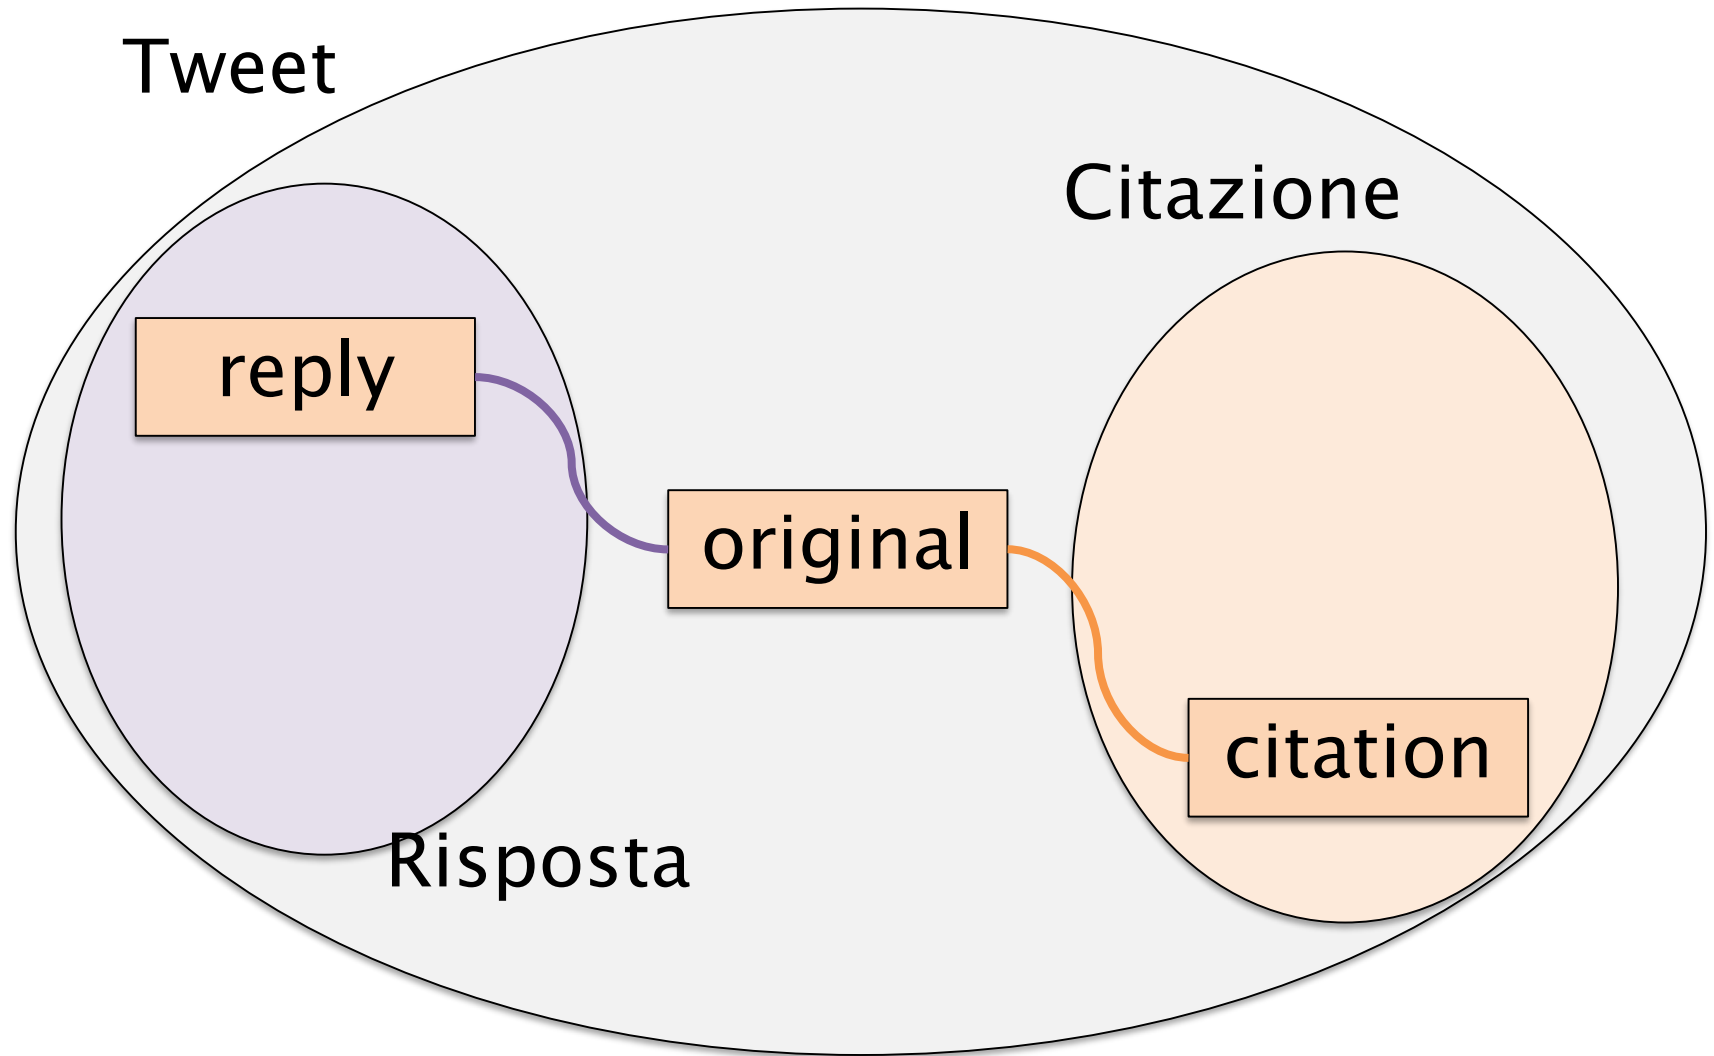 Tweet
Citazione
reply
original
citation
Risposta